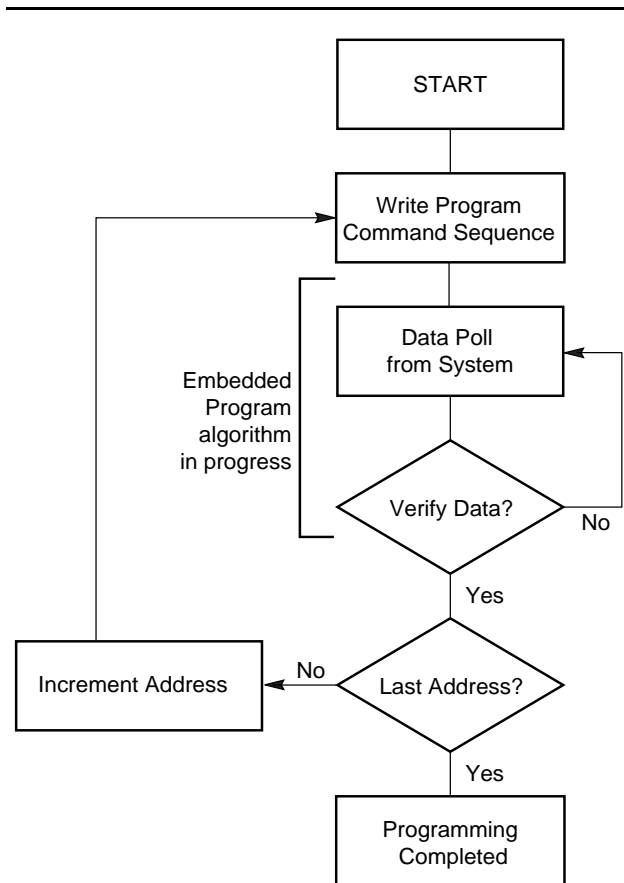 START
Write Program
Command Sequence
Data Poll
from System
Embedded
Program
algorithm
in progress
Verify Data?
No
Yes
No
Increment Address
Last Address?
Yes
Programming
Completed